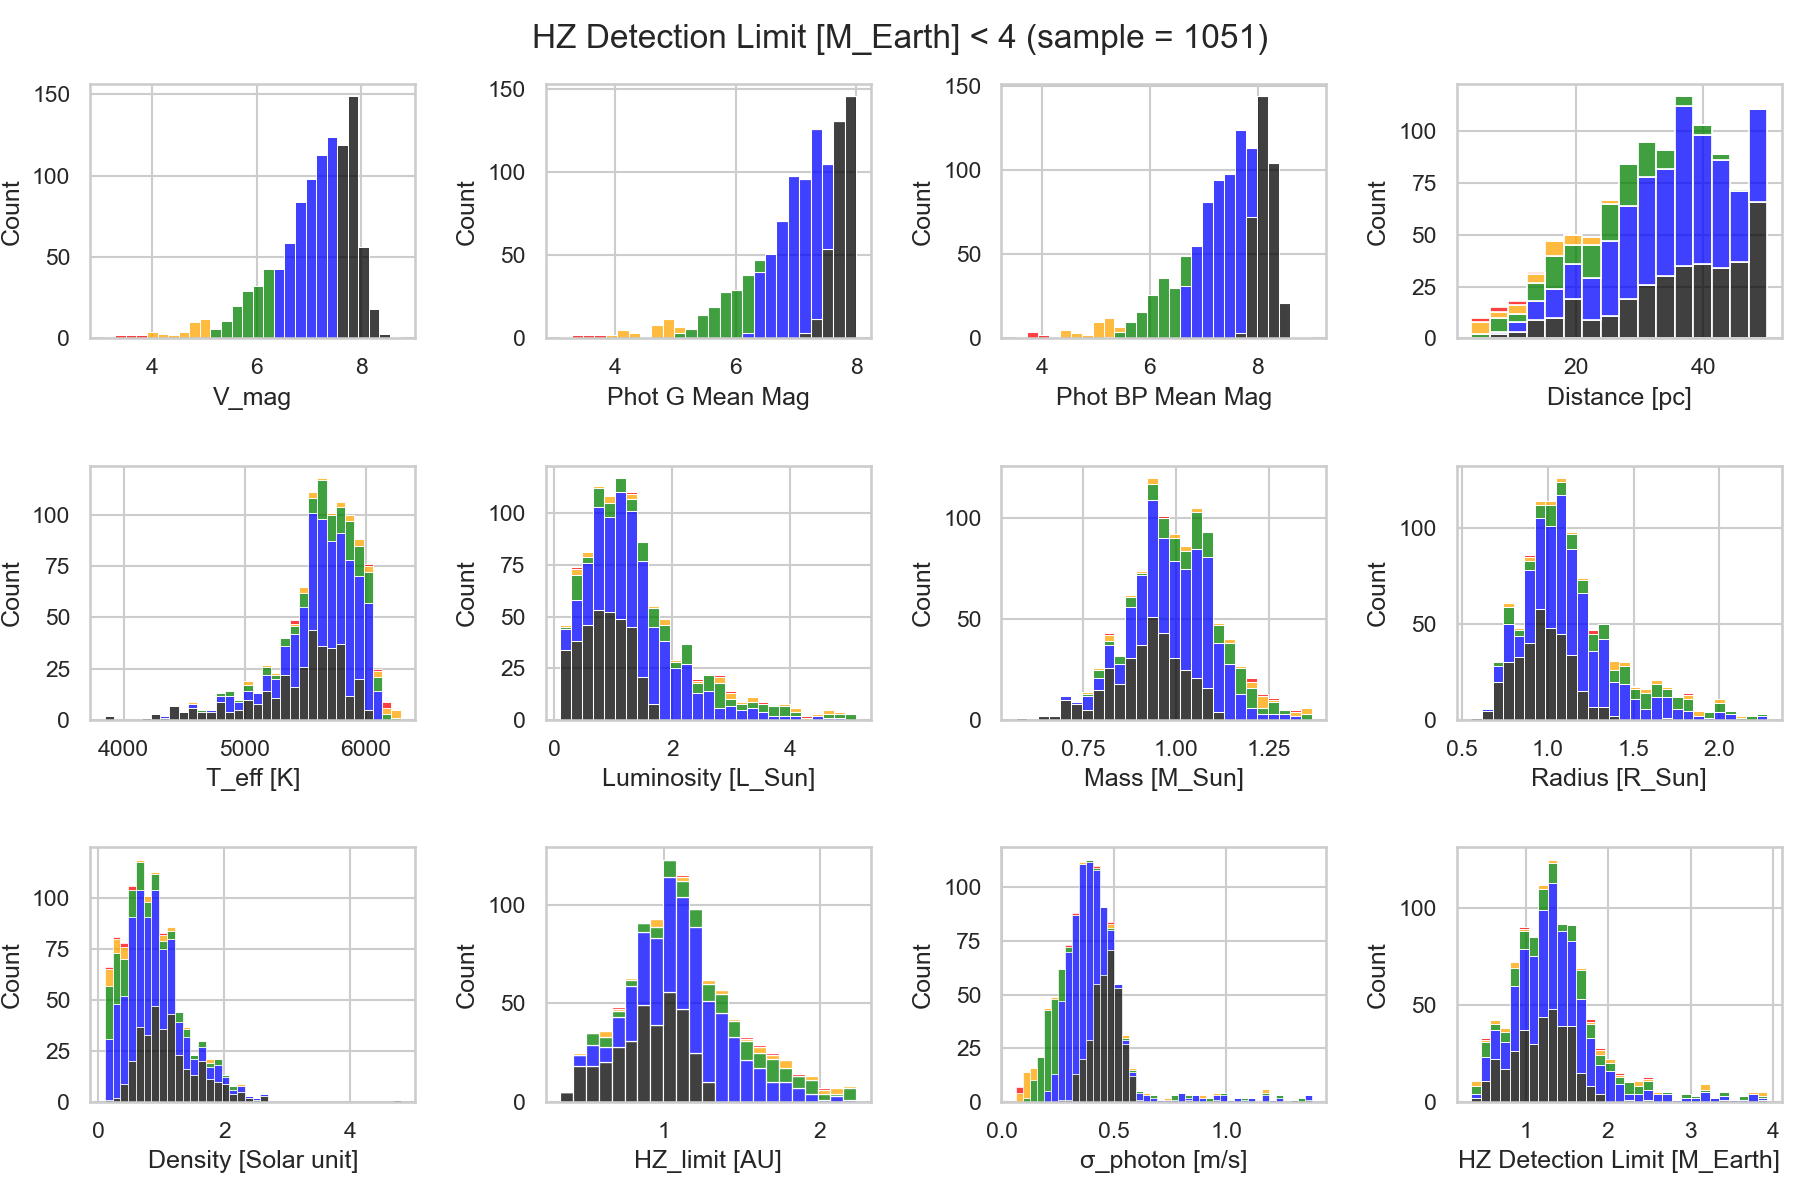 HZ Detection Limit [M_Earth] < 4 (sample = 1051)
150
100
50
0
Count
4 6 8
V_mag
150
100
50
0
Count
4 6 8
Phot G Mean Mag
150
100
50
0
Count
4 6 8
Phot BP Mean Mag
100
75
50
25
0
Count
20 40
Distance [pc]
100
75
50
25
0
Count
4000 5000 6000
T_eff [K]
100
75
50
25
0
Count
0 2 4
Luminosity [L_Sun]
100
50
0
Count
0.75 1.00 1.25
Mass [M_Sun]
100
50
0
Count
0.5 1.0 1.5 2.0
Radius [R_Sun]
100
75
50
25
0
Count
0 2 4
Density [Solar unit]
100
50
0
Count
1 2
HZ_limit [AU]
100
75
50
25
0
Count
0.0 0.5 1.0
σ_photon [m/s]
100
50
0
Count
1 2 3 4
HZ Detection Limit [M_Earth]